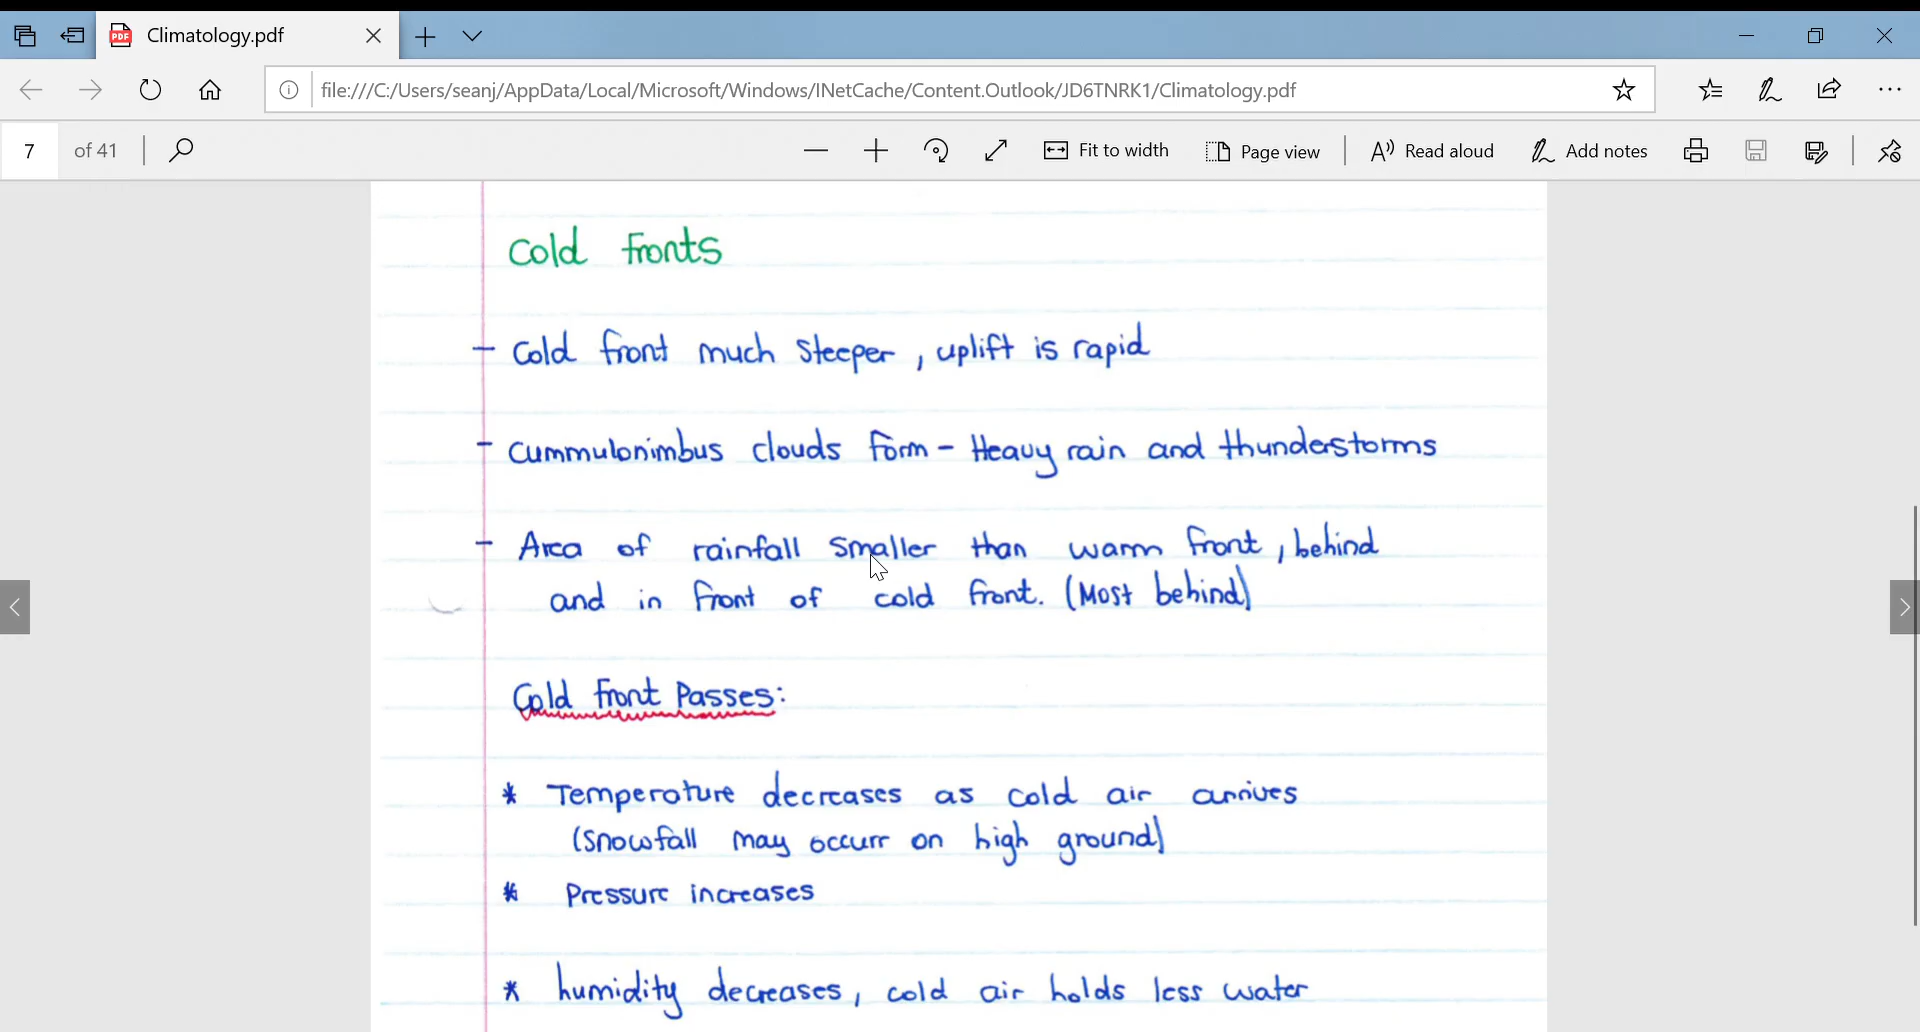 Climatology.pdf
file:///C:/Users/seanj/AppData/Local/Microsoft/Windows/INetCache/Content.Outlook/JD6TNRK1/Climatology.pdf
7 of 41 Fit to width Page view Read aloud Add notes
Cold fronts
- Cold front much steeper, uplift is rapid
- Cummulonimbus clouds form - Heavy rain and thunderstorms
- Area of rainfall smaller than warm front, behind
and in front of cold front. (Most behind)
Cold front Passes:
* Temperature decreases as cold air arrives
(Snowfall may occurr on high ground)
* Pressure increases
* humidity decreases, cold air holds less water